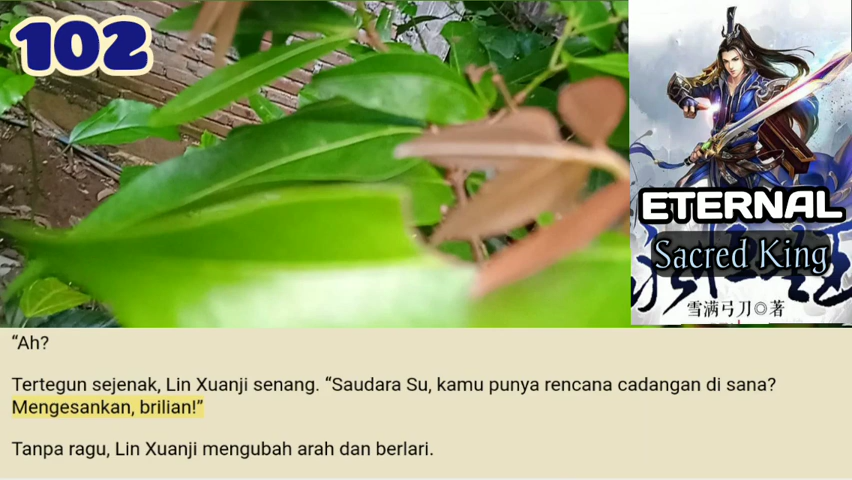 102
ETERNAL
Sacred King
雪满弓刀◎著
“Ah?
Tertegun sejenak, Lin Xuanji senang. “Saudara Su, kamu punya rencana cadangan di sana?
Mengesankan, brilian!”
Tanpa ragu, Lin Xuanji mengubah arah dan berlari.